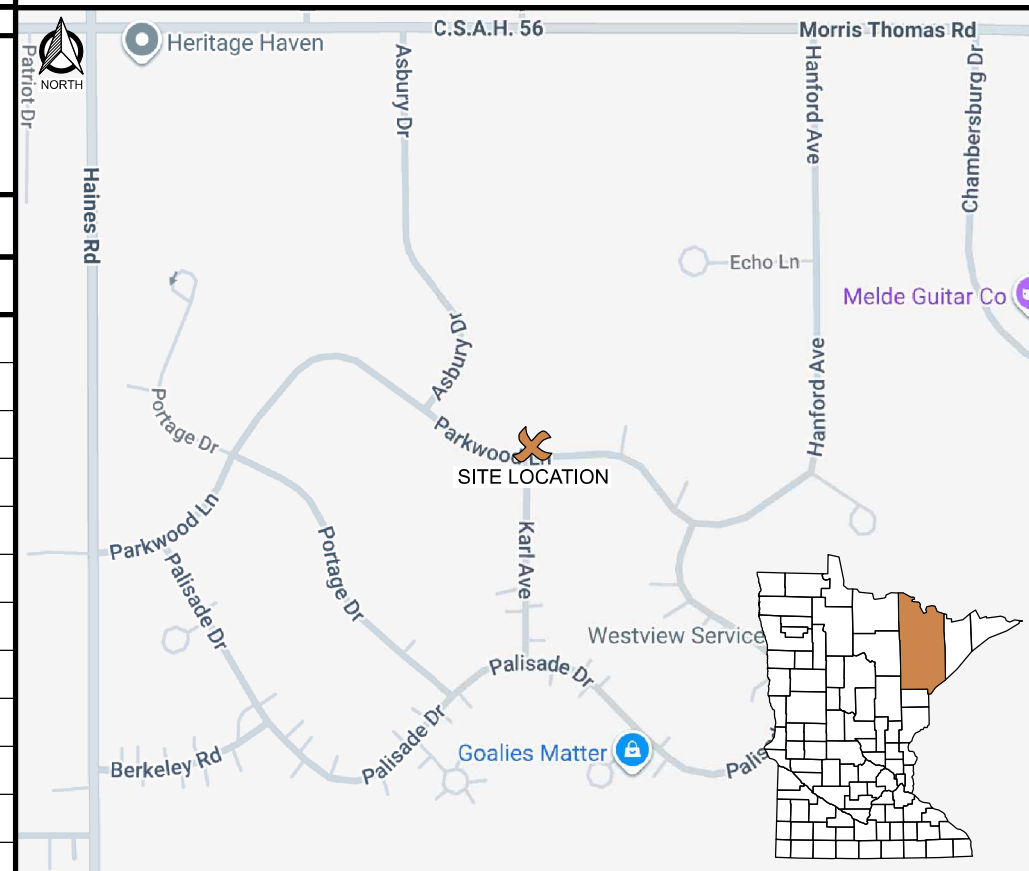 C.S.A.H. 56
Morris Thomas Rd
Heritage Haven
NORTH
Patriot Dr
Asbury Dr
Hanford Ave
Chambersburg Dr
Haines Rd
Echo Ln
Melde Guitar Co
Asbury Dr
Hanford Ave
Portage Dr
Parkwood Ln
SITE LOCATION
Parkwood Ln
Karl Ave
Portage Dr
Palisade Dr
Westview Service
Palisade Dr
Palisade Dr
Goalies Matter
Berkeley Rd
Palis